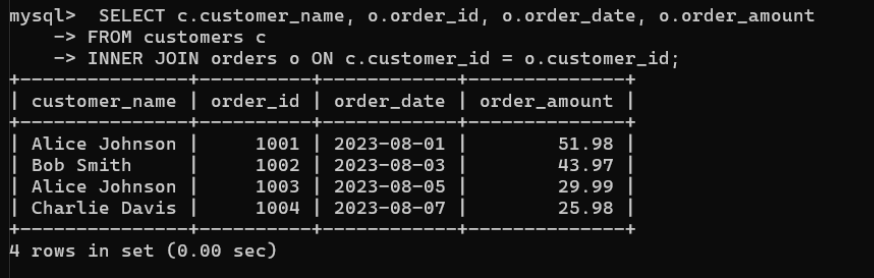 mysql>  SELECT c.customer_name, o.order_id, o.order_date, o.order_amount
    -> FROM customers c
    -> INNER JOIN orders o ON c.customer_id = o.customer_id;
+---------------+----------+------------+--------------+
| customer_name | order_id | order_date | order_amount |
+---------------+----------+------------+--------------+
| Alice Johnson |     1001 | 2023-08-01 |        51.98 |
| Bob Smith     |     1002 | 2023-08-03 |        43.97 |
| Alice Johnson |     1003 | 2023-08-05 |        29.99 |
| Charlie Davis |     1004 | 2023-08-07 |        25.98 |
+---------------+----------+------------+--------------+
4 rows in set (0.00 sec)